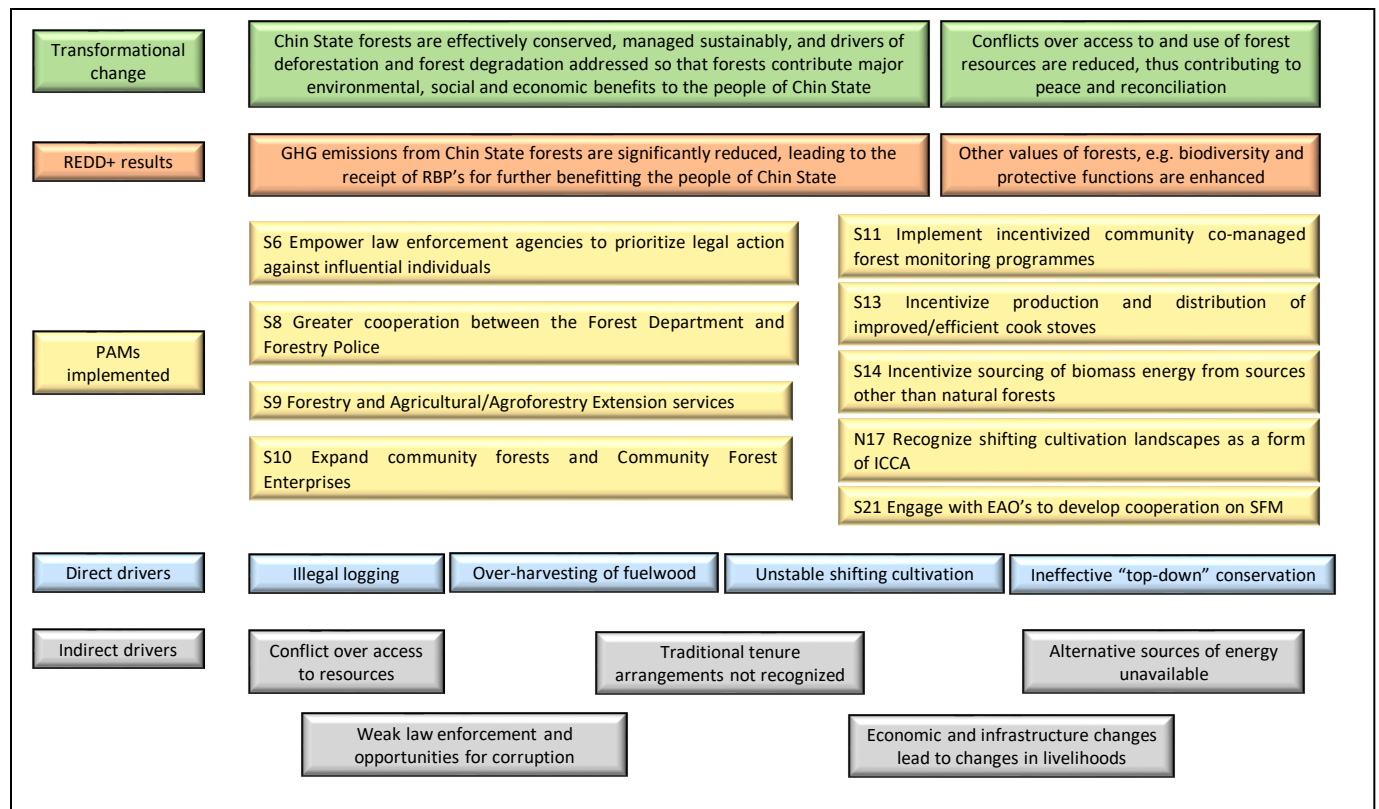 Transformational
change
Chin State forests are effectively conserved, managed sustainably, and drivers of
deforestation and forest degradation addressed so that forests contribute major
environmental, social and economic benefits to the people of Chin State
Conflicts over access to and use of forest
resources are reduced, thus contributing to
peace and reconciliation
REDD+ results
GHG emissions from Chin State forests are significantly reduced, leading to the
receipt of RBP’s for further benefitting the people of Chin State
Other values of forests, e.g. biodiversity and
protective functions are enhanced
PAMs
implemented
S6 Empower law enforcement agencies to prioritize legal action
against influential individuals
S8 Greater cooperation between the Forest Department and
Forestry Police
S9 Forestry and Agricultural/Agroforestry Extension services
S10 Expand community forests and Community Forest
Enterprises
S11 Implement incentivized community co-managed
forest monitoring programmes
S13 Incentivize production and distribution of
improved/efficient cook stoves
S14 Incentivize sourcing of biomass energy from sources
other than natural forests
N17 Recognize shifting cultivation landscapes as a form
of ICCA
S21 Engage with EAO’s to develop cooperation on SFM
Direct drivers
Illegal logging
Over-harvesting of fuelwood
Unstable shifting cultivation
Ineffective “top-down” conservation
Indirect drivers
Conflict over access
to resources
Traditional tenure
arrangements not recognized
Alternative sources of energy
unavailable
Weak law enforcement and
opportunities for corruption
Economic and infrastructure changes
lead to changes in livelihoods